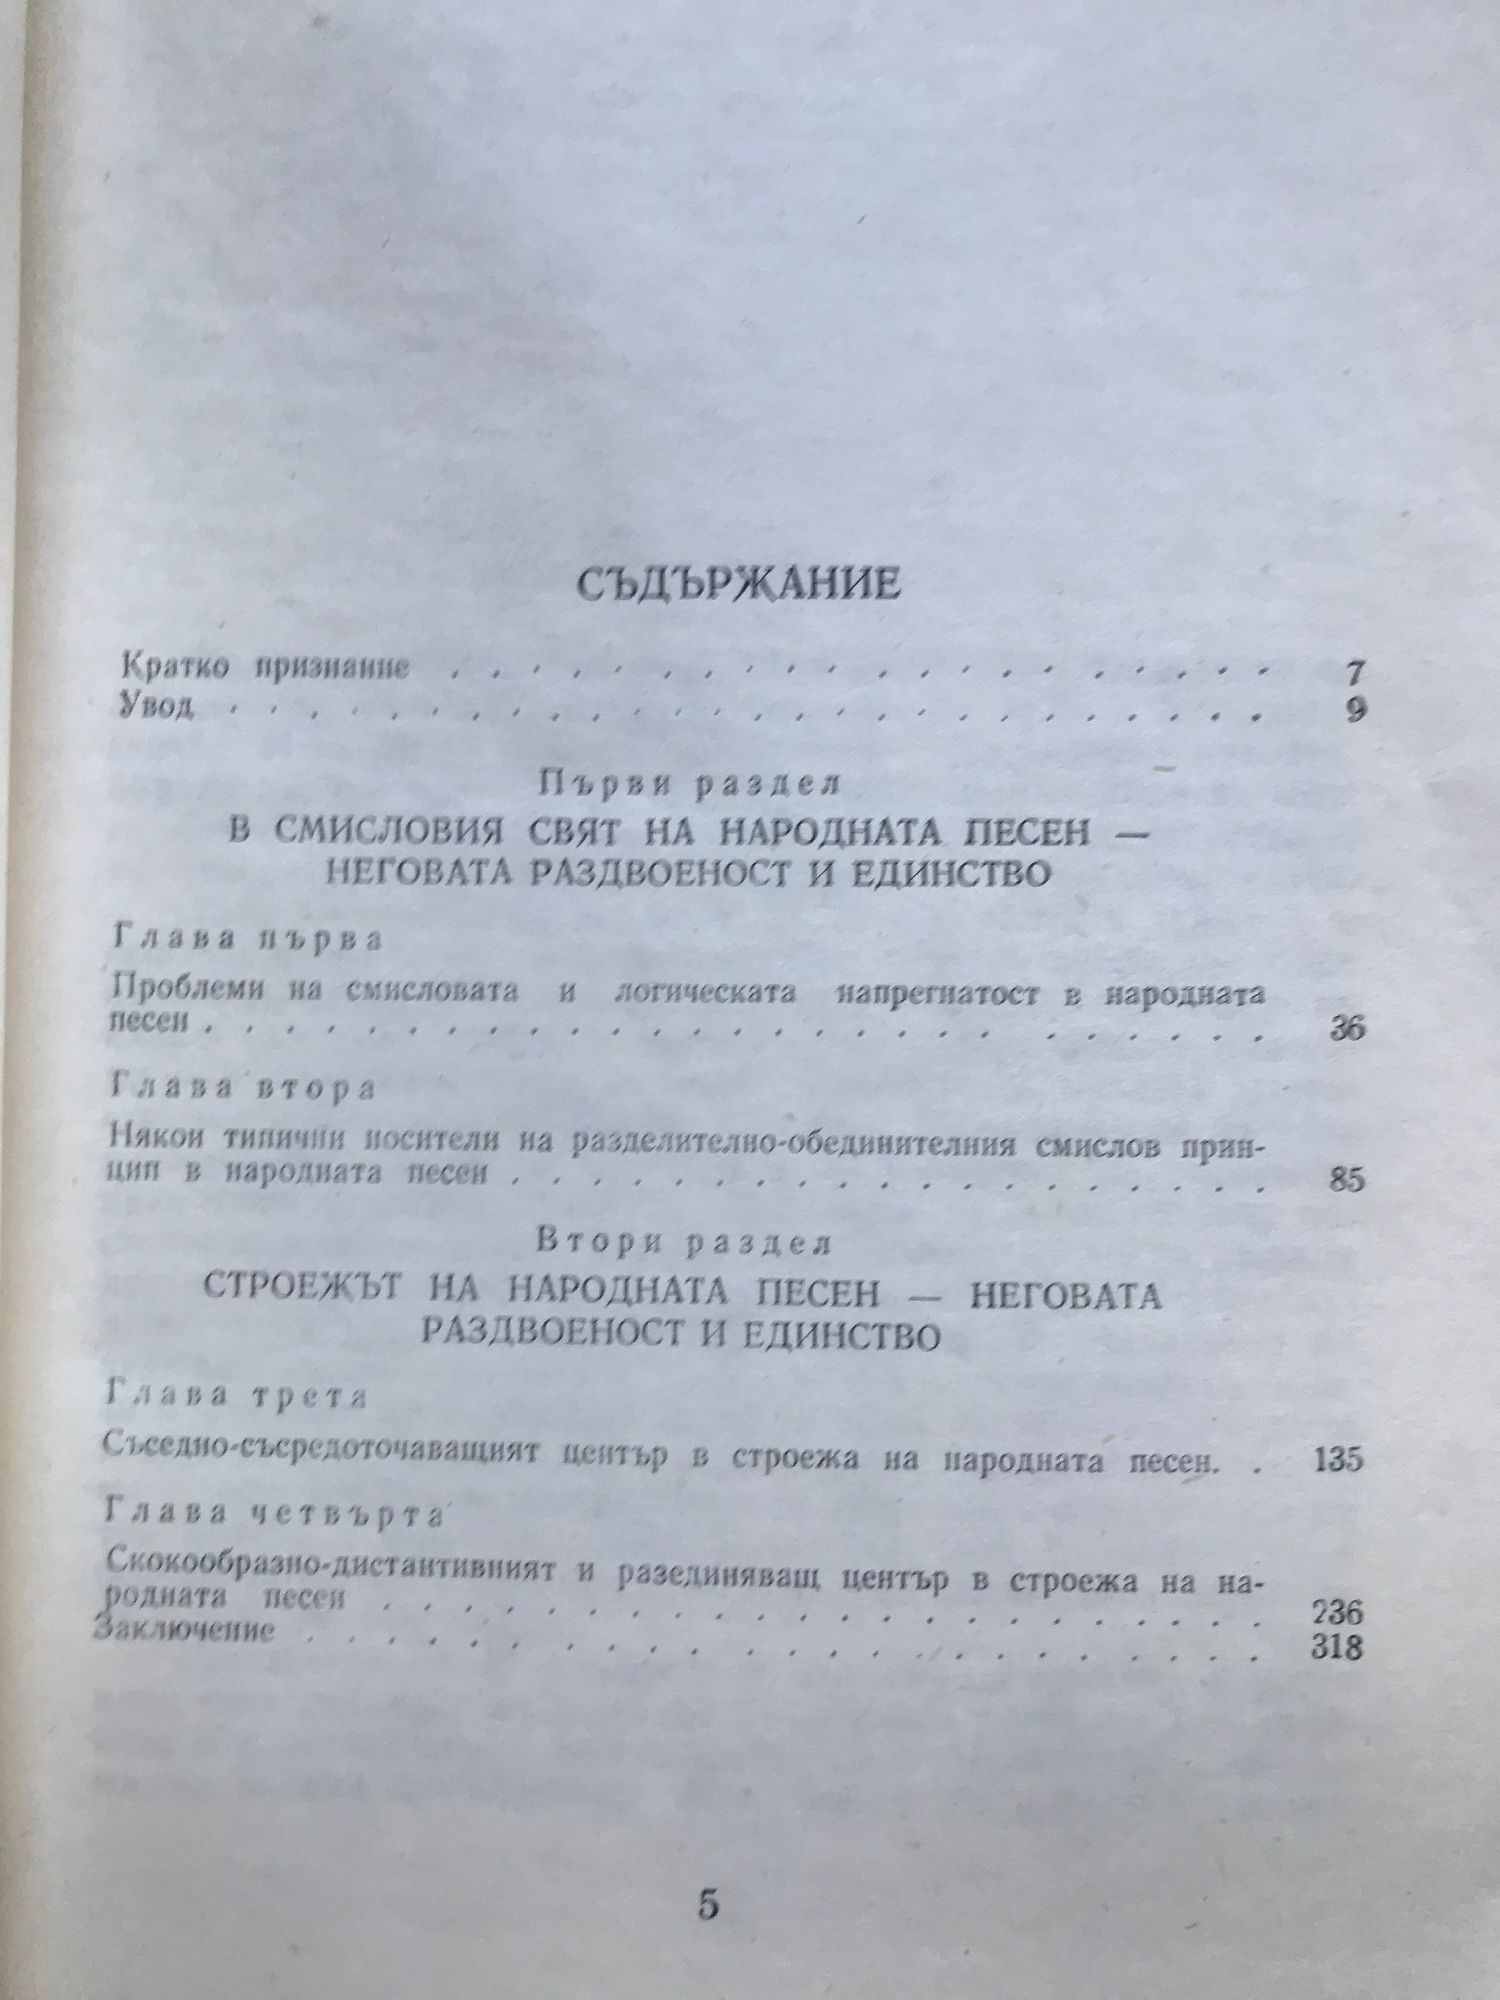 СЪДЪРЖАНИЕ
Кратко признание . . . . . . . . . . . . . . . . . . . . 7
Увод . . . . . . . . . . . . . . . . . . . . . . . . . . 9
Първи раздел
В СМИСЛОВИЯ СВЯТ НА НАРОДНАТА ПЕСЕН —
НЕГОВАТА РАЗДВОЕНОСТ И ЕДИНСТВО
Глава първа
Проблеми на смисловата и логическата напрегнатост в народната
песен . . . . . . . . . . . . . . . . . . . . . . . . . . 36
Глава втора
Някои типични носители на разделително-обединителния смислов прин-
цип в народната песен . . . . . . . . . . . . . . . . . . . 85
Втори раздел
СТРОЕЖЪТ НА НАРОДНАТА ПЕСЕН — НЕГОВАТА
РАЗДВОЕНОСТ И ЕДИНСТВО
Глава трета
Съседно-съсредоточаващият център в строежа на народната песен. . 135
Глава четвърта
Скокообразно-дистантивният и разединяващ център в строежа на на-
родната песен . . . . . . . . . . . . . . . . . . . . . . 236
Заключение . . . . . . . . . . . . . . . . . . . . . . . . 318
5